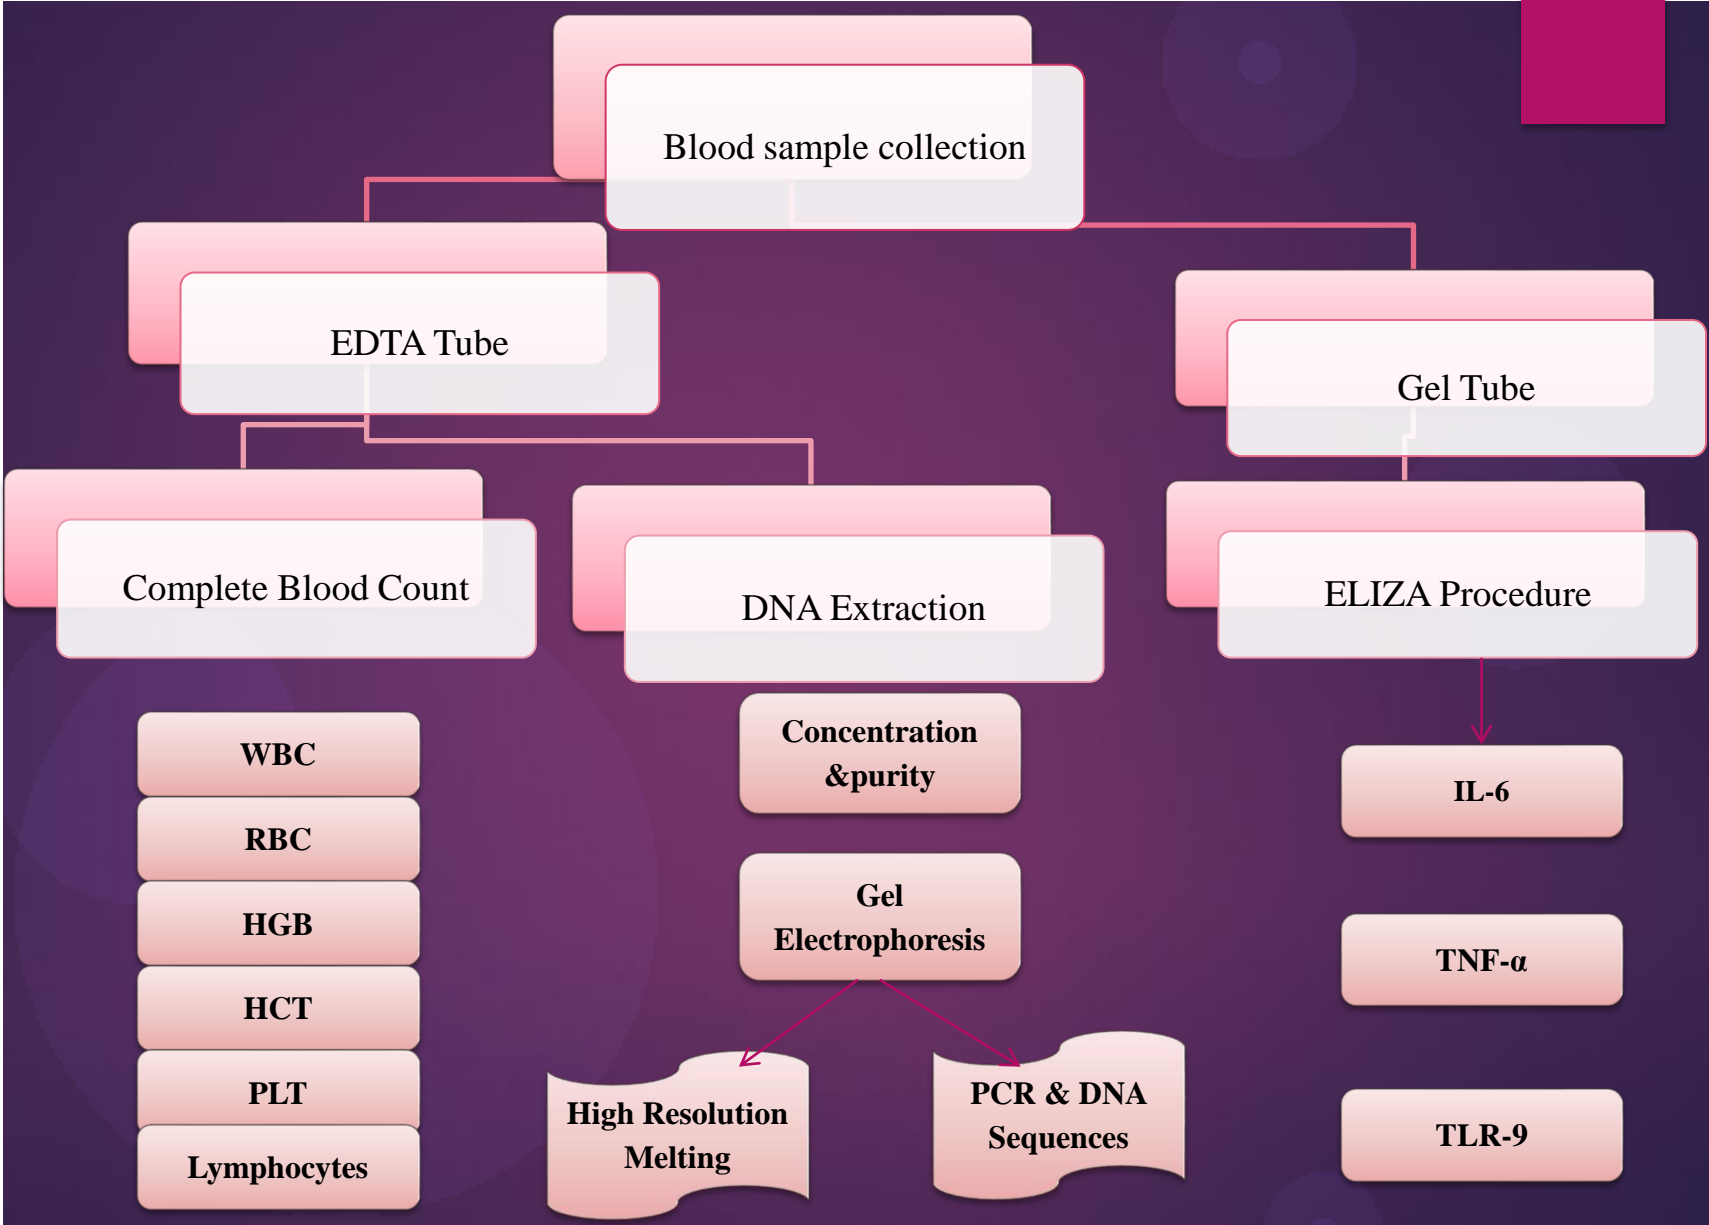 Blood sample collection
EDTA Tube
Gel Tube
Complete Blood Count
DNA Extraction
ELIZA Procedure
WBC
RBC
HGB
HCT
PLT
Lymphocytes
Concentration
&purity
Gel
Electrophoresis
High Resolution
Melting
PCR & DNA
Sequences
IL-6
TNF-α
TLR-9